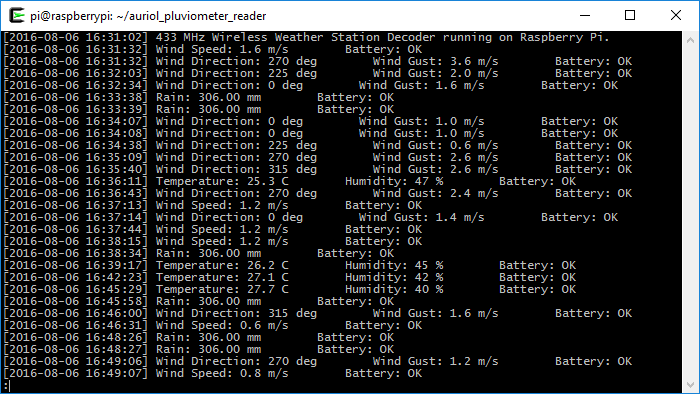 pi@raspberrypi: ~/auriol_pluviometer_reader
[2016-08-06 16:31:02] 433 MHz Wireless Weather Station Decoder running on Raspberry Pi.
[2016-08-06 16:31:32] Wind Speed: 1.6 m/s Battery: OK
[2016-08-06 16:31:32] Wind Direction: 270 deg Wind Gust: 3.6 m/s Battery: OK
[2016-08-06 16:32:03] Wind Direction: 225 deg Wind Gust: 2.0 m/s Battery: OK
[2016-08-06 16:32:34] Wind Direction: 0 deg Wind Gust: 1.6 m/s Battery: OK
[2016-08-06 16:33:38] Rain: 306.00 mm Battery: OK
[2016-08-06 16:33:39] Rain: 306.00 mm Battery: OK
[2016-08-06 16:34:07] Wind Direction: 0 deg Wind Gust: 1.0 m/s Battery: OK
[2016-08-06 16:34:08] Wind Direction: 0 deg Wind Gust: 1.0 m/s Battery: OK
[2016-08-06 16:34:38] Wind Direction: 225 deg Wind Gust: 0.6 m/s Battery: OK
[2016-08-06 16:35:09] Wind Direction: 270 deg Wind Gust: 2.6 m/s Battery: OK
[2016-08-06 16:35:40] Wind Direction: 315 deg Wind Gust: 2.6 m/s Battery: OK
[2016-08-06 16:36:11] Temperature: 25.3 C Humidity: 47 % Battery: OK
[2016-08-06 16:36:43] Wind Direction: 270 deg Wind Gust: 2.4 m/s Battery: OK
[2016-08-06 16:37:13] Wind Speed: 1.2 m/s Battery: OK
[2016-08-06 16:37:14] Wind Direction: 0 deg Wind Gust: 1.4 m/s Battery: OK
[2016-08-06 16:37:44] Wind Speed: 1.2 m/s Battery: OK
[2016-08-06 16:38:15] Wind Speed: 1.2 m/s Battery: OK
[2016-08-06 16:38:34] Rain: 306.00 mm Battery: OK
[2016-08-06 16:39:17] Temperature: 26.2 C Humidity: 45 % Battery: OK
[2016-08-06 16:42:23] Temperature: 27.1 C Humidity: 42 % Battery: OK
[2016-08-06 16:45:29] Temperature: 27.7 C Humidity: 40 % Battery: OK
[2016-08-06 16:45:58] Rain: 306.00 mm Battery: OK
[2016-08-06 16:46:00] Wind Direction: 315 deg Wind Gust: 1.6 m/s Battery: OK
[2016-08-06 16:46:31] Wind Speed: 0.6 m/s Battery: OK
[2016-08-06 16:48:26] Rain: 306.00 mm Battery: OK
[2016-08-06 16:48:27] Rain: 306.00 mm Battery: OK
[2016-08-06 16:49:06] Wind Direction: 270 deg Wind Gust: 1.2 m/s Battery: OK
[2016-08-06 16:49:07] Wind Speed: 0.8 m/s Battery: OK
: